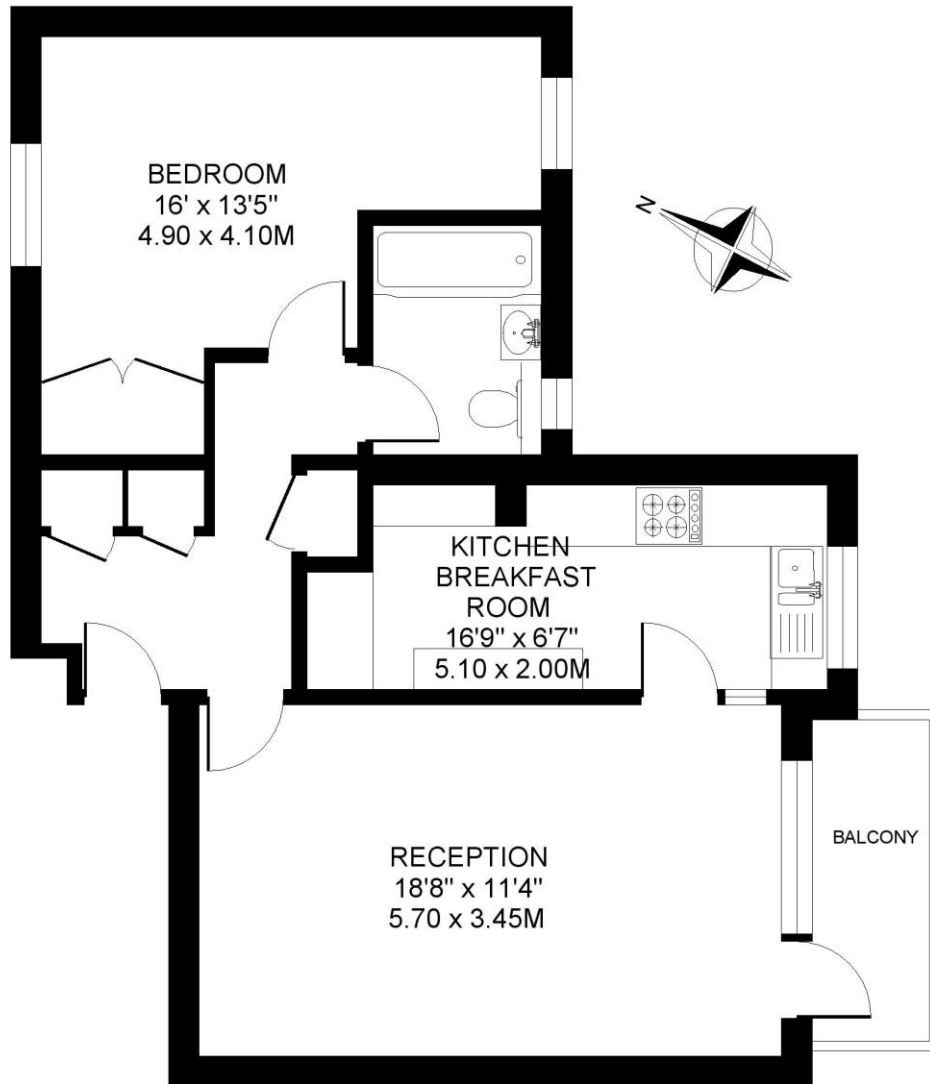 BEDROOM
16' x 13'5"
4.90 x 4.10M
N
KITCHEN
BREAKFAST
ROOM
16'9" x 6'7"
5.10 x 2.00M
RECEPTION
18'8" x 11'4"
5.70 x 3.45M
BALCONY